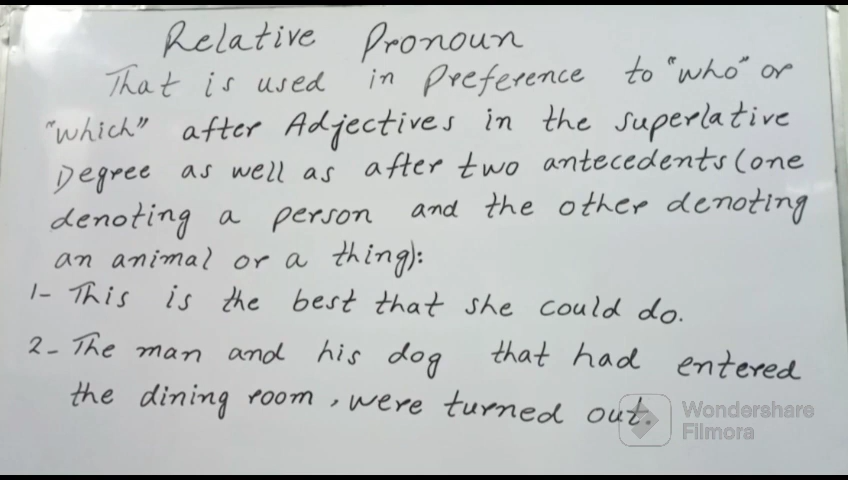 Relative Pronoun
That is used in Preference to "who" or
"which" after Adjectives in the superlative
Degree as well as after two antecedents (one
denoting a person and the other denoting
an animal or a thing):
1- This is the best that she could do.
2- The man and his dog that had entered
the dining room, were turned out.
Wondershare
Filmora